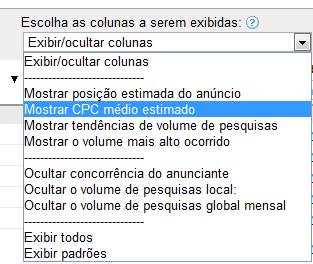 Escolha as colunas a serem exibidas: ?
Exibir/ocultar colunas
Exibir/ocultar colunas
----------------------------
Mostrar posição estimada do anúncio
Mostrar CPC médio estimado
Mostrar tendências de volume de pesquisas
Mostrar o volume mais alto ocorrido
----------------------------
Ocultar concorrência do anunciante
Ocultar o volume de pesquisas local:
Ocultar o volume de pesquisas global mensal
----------------------------
Exibir todos
Exibir padrões